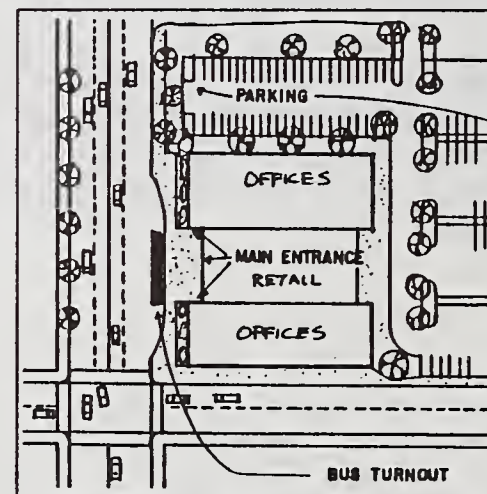 PARKING
OFFICES
MAIN ENTRANCE
RETAIL
OFFICES
BUS TURNOUT